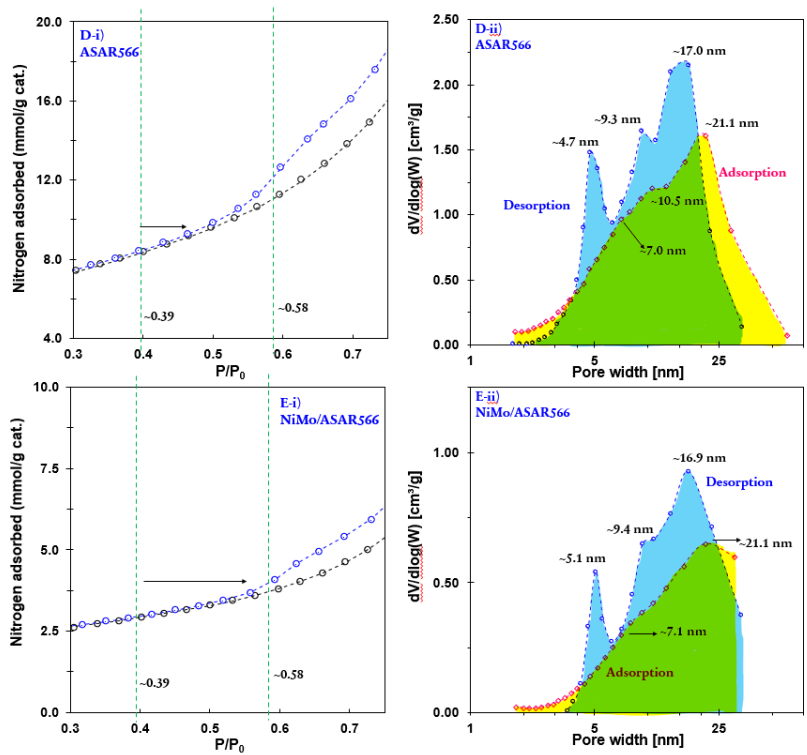 D-i)
ASAR566
Nitrogen adsorbed (mmol/g cat.)
20.0
16.0
12.0
8.0
4.0
~0.39
~0.58
0.3
0.4
0.5
0.6
0.7
P/P0
D-ii)
ASAR566
dV/dlog(W) [cm³/g]
2.50
2.00
1.50
1.00
0.50
0.00
~17.0 nm
~9.3 nm
~4.7 nm
~21.1 nm
Adsorption
Desorption
~10.5 nm
~7.0 nm
1
5
25
Pore width [nm]
E-i)
NiMo/ASAR566
Nitrogen adsorbed (mmol/g cat.)
10.0
7.5
5.0
2.5
0.0
~0.39
~0.58
0.3
0.4
0.5
0.6
0.7
P/P0
E-ii)
NiMo/ASAR566
dV/dlog(W) [cm³/g]
1.00
0.50
0.00
~16.9 nm
Desorption
~9.4 nm
~21.1 nm
~5.1 nm
~7.1 nm
Adsorption
1
5
25
Pore width [nm]